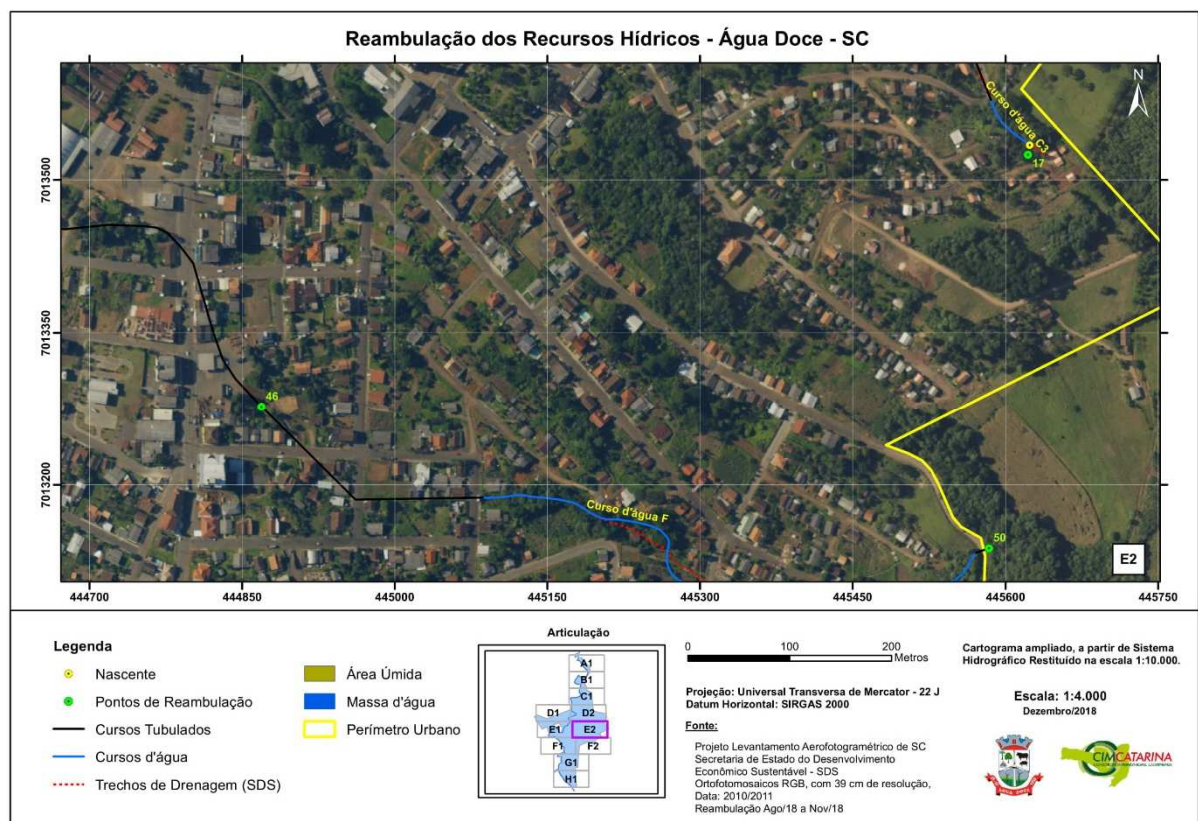 Reambulação dos Recursos Hídricos - Água Doce - SC
N
Curso d'água C3
17
7013500
7013350
46
7013200
Curso d'água F
50
E2
444700 444850 445000 445150 445300 445450 445600 445750
Legenda
Nascente
Pontos de Reambulação
Cursos Tubulados
Cursos d'água
Trechos de Drenagem (SDS)
Área Úmida
Massa d'água
Perímetro Urbano
Articulação
A1
B1
C1
D1 D2
E1 E2
F1 F2
G1
H1
0 100 200
Metros
Projeção: Universal Transversa de Mercator - 22 J
Datum Horizontal: SIRGAS 2000
Fonte:
Projeto Levantamento Aerofotogramétrico de SC
Secretaria de Estado do Desenvolvimento
Econômico Sustentável - SDS
Ortofotomosaicos RGB, com 39 cm de resolução,
Data: 2010/2011
Reambulação Ago/18 a Nov/18
Cartograma ampliado, a partir de Sistema
Hidrográfico Restituído na escala 1:10.000.
Escala: 1:4.000
Dezembro/2018
CIMCATARINA